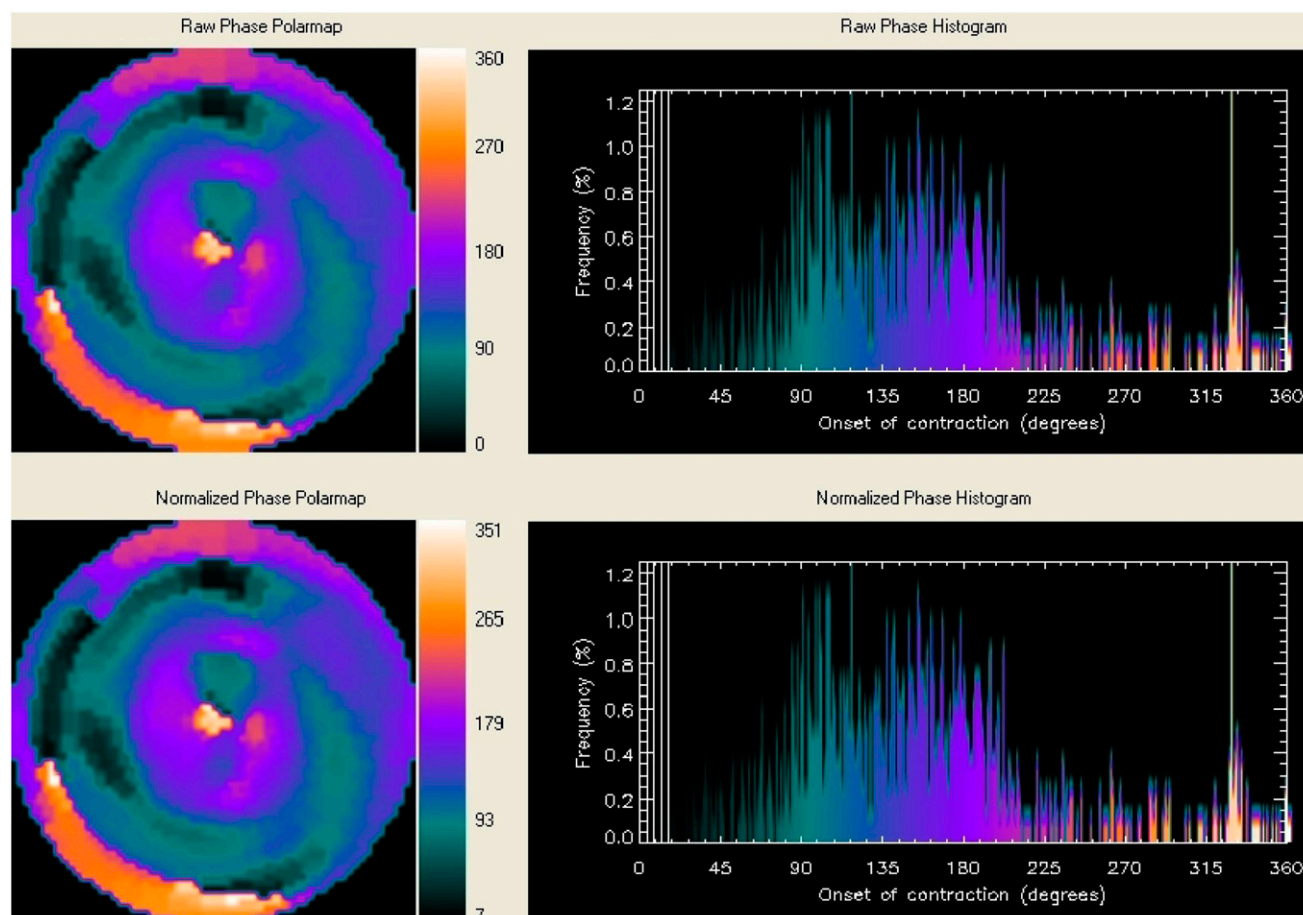 Raw Phase Polarmap
360
270
180
90
0
Raw Phase Histogram
Frequency (%)
1.2
1.0
0.8
0.6
0.4
0.2
0.0
0 45 90 135 180 225 270 315 360
Onset of contraction (degrees)
Normalized Phase Polarmap
351
265
179
93
7
Normalized Phase Histogram
Frequency (%)
1.2
1.0
0.8
0.6
0.4
0.2
0.0
0 45 90 135 180 225 270 315 360
Onset of contraction (degrees)